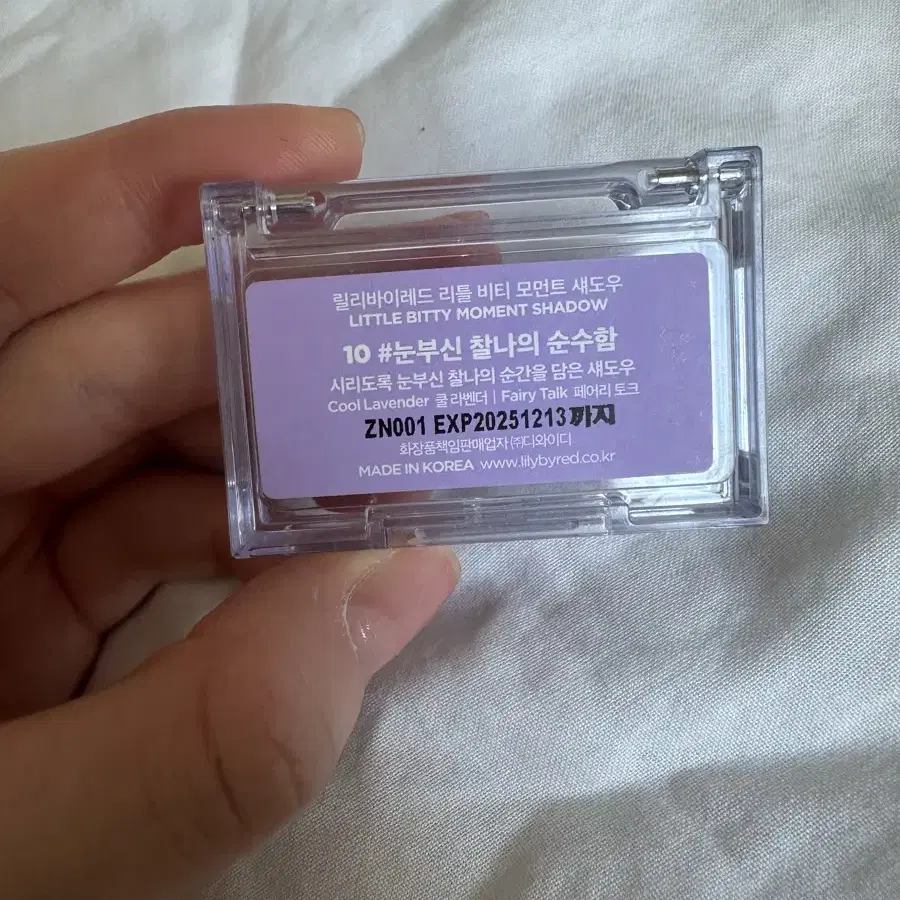 릴리바이레드 리틀 비티 모먼트 섀도우
LITTLE BITTY MOMENT SHADOW
10 #눈부신 찰나의 순수함
시리도록 눈부신 찰나의 순간을 담은 섀도우
Cool Lavender 쿨 라벤더 | Fairy Talk 페어리 토크
ZN001 EXP20251213까지
화장품책임판매업자 ㈜디와이디
MADE IN KOREA www.lilybyred.co.kr